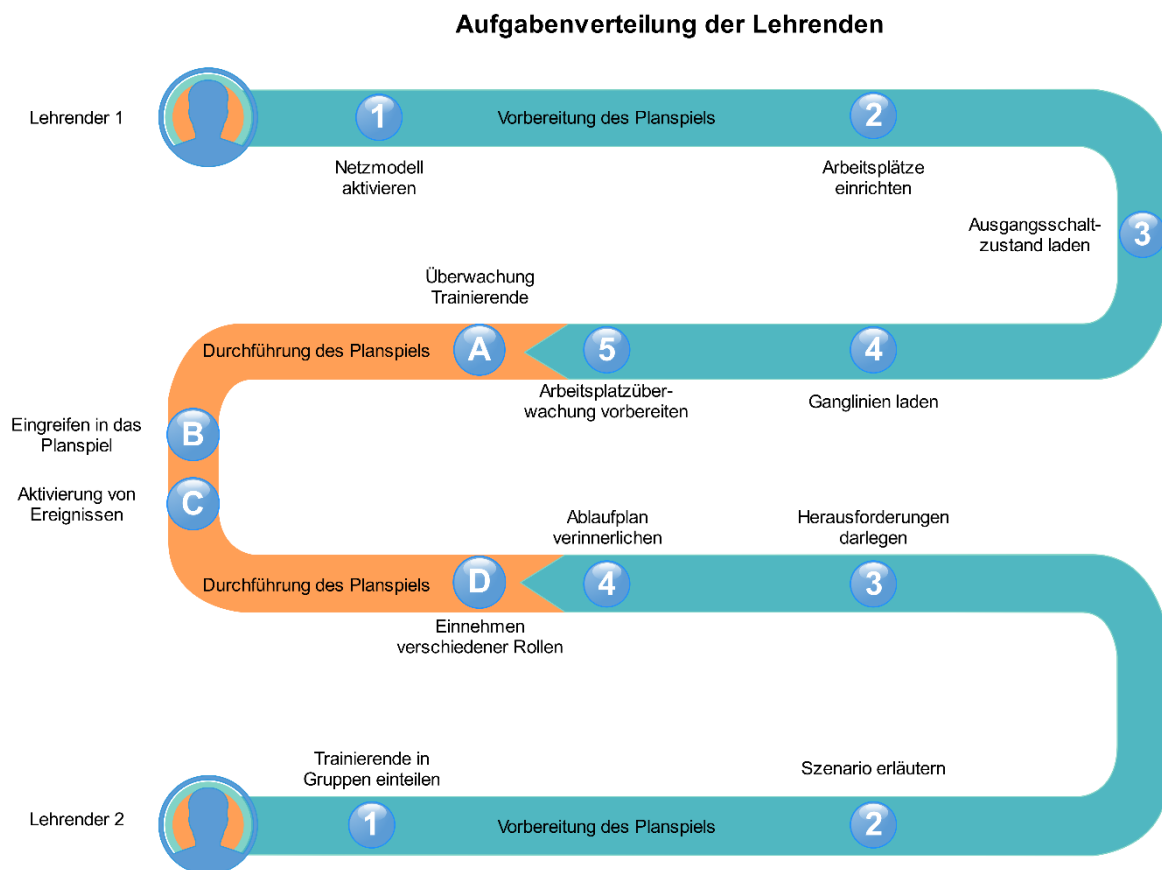 Aufgabenverteilung der Lehrenden
Lehrender 1
1
Vorbereitung des Planspiels
2
Netzmodell
aktivieren
Arbeitsplätze
einrichten
Ausgangsschalt-
zustand laden
3
Überwachung
Trainierende
Durchführung des Planspiels
A
5
4
Arbeitsplatzüber-
wachung vorbereiten
Ganglinien laden
Eingreifen in das
Planspiel
B
Aktivierung von
Ereignissen
C
Ablaufplan
verinnerlichen
Herausforderungen
darlegen
Durchführung des Planspiels
D
4
3
Einnehmen
verschiedener Rollen
Trainierende in
Gruppen einteilen
Szenario erläutern
Lehrender 2
1
Vorbereitung des Planspiels
2